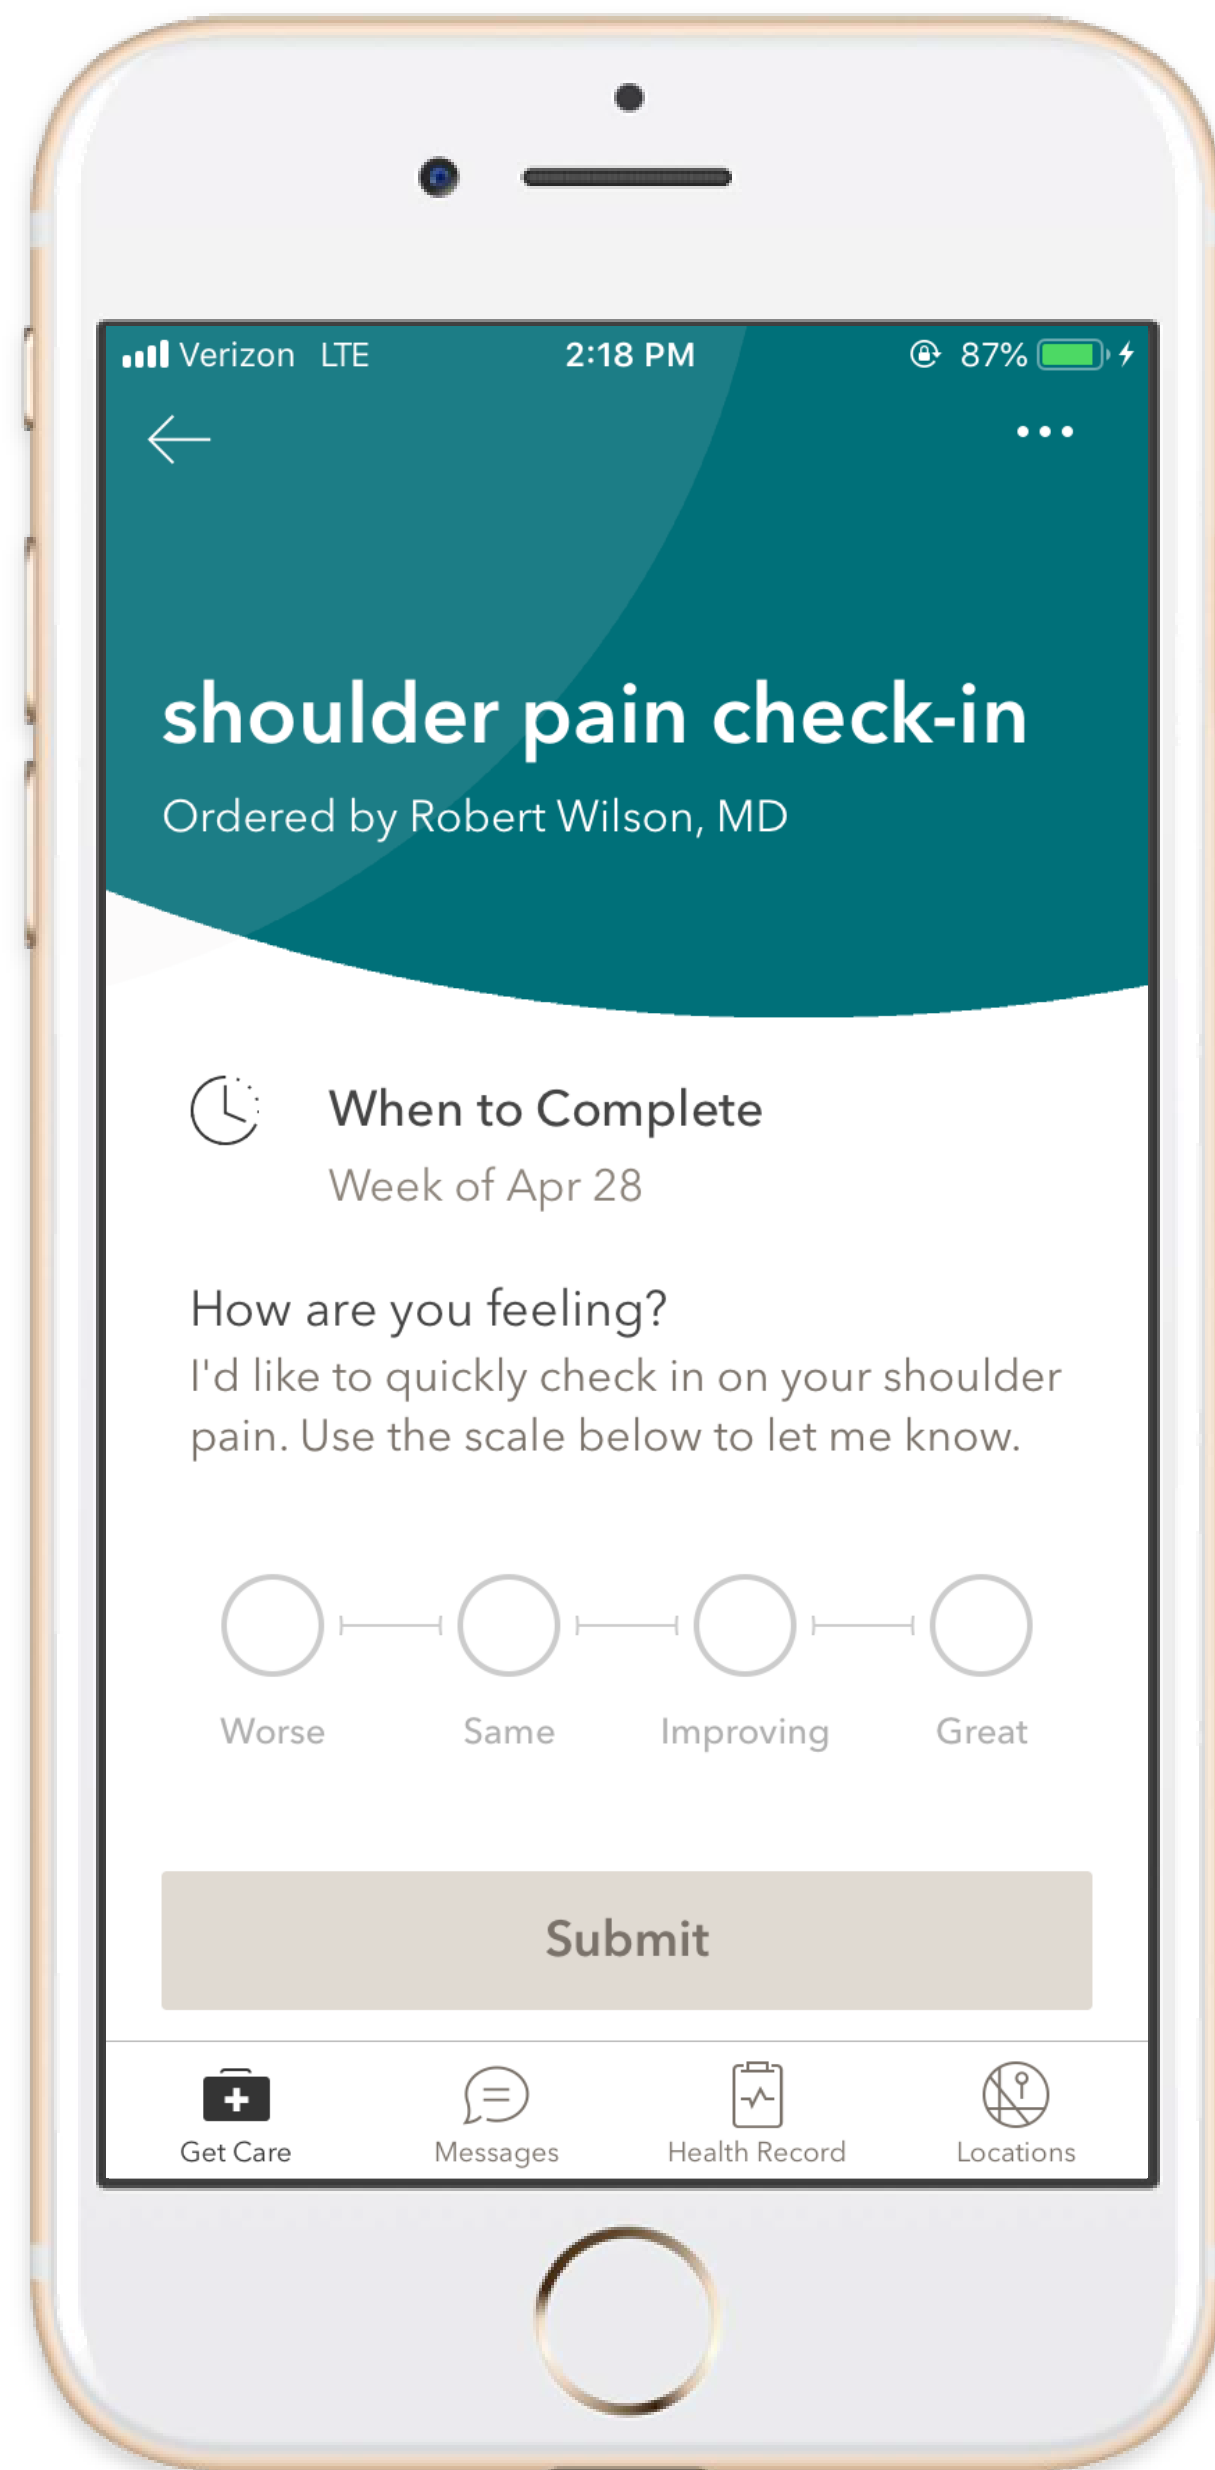 Verizon LTE 2:18 PM 87%
shoulder pain check-in
Ordered by Robert Wilson, MD
When to Complete
Week of Apr 28
How are you feeling?
I'd like to quickly check in on your shoulder
pain. Use the scale below to let me know.
Worse Same Improving Great
Submit
Get Care Messages Health Record Locations